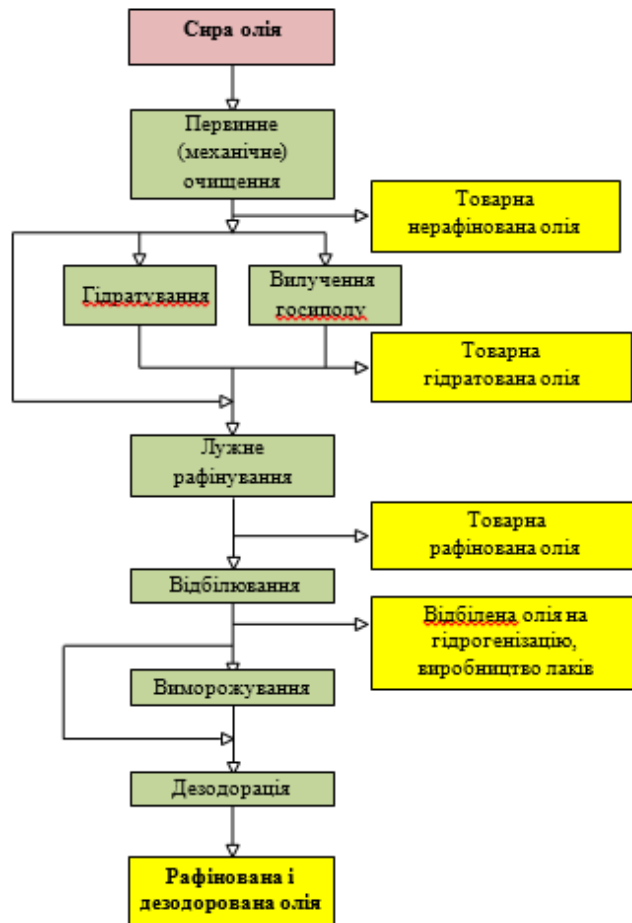 Сира олія
Первинне
(механічне)
очищення
Товарна
нерафінована олія
Гідратування
Вилучення
госиполу
Товарна
гідратована олія
Лужне
рафінування
Товарна
рафінована олія
Відбілювання
Відбілена олія на
гідрогенізацію,
виробництво лаків
Виморожування
Дезодорація
Рафінована і
дезодорована олія